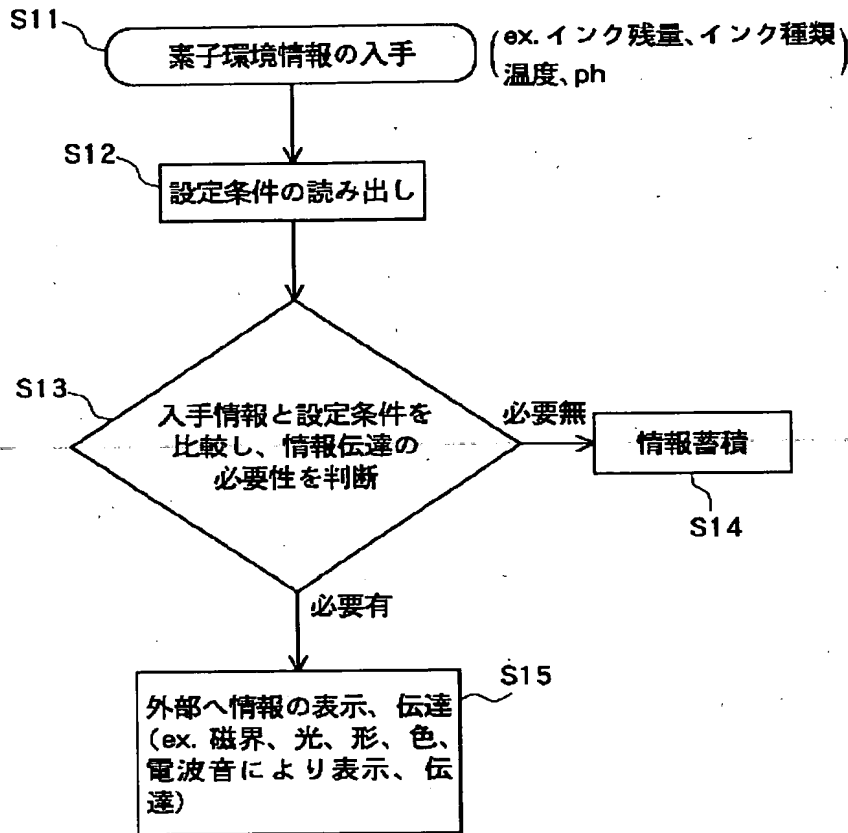 S11
素子環境情報の入手
(ex. インク残量、インク種類
温度、ph)
S12
設定条件の読み出し
S13
入手情報と設定条件を
比較し、情報伝達の
必要性を判断
必要無
情報蓄積
S14
必要有
S15
外部へ情報の表示、伝達
(ex. 磁界、光、形、色、
電波音により表示、伝
達)